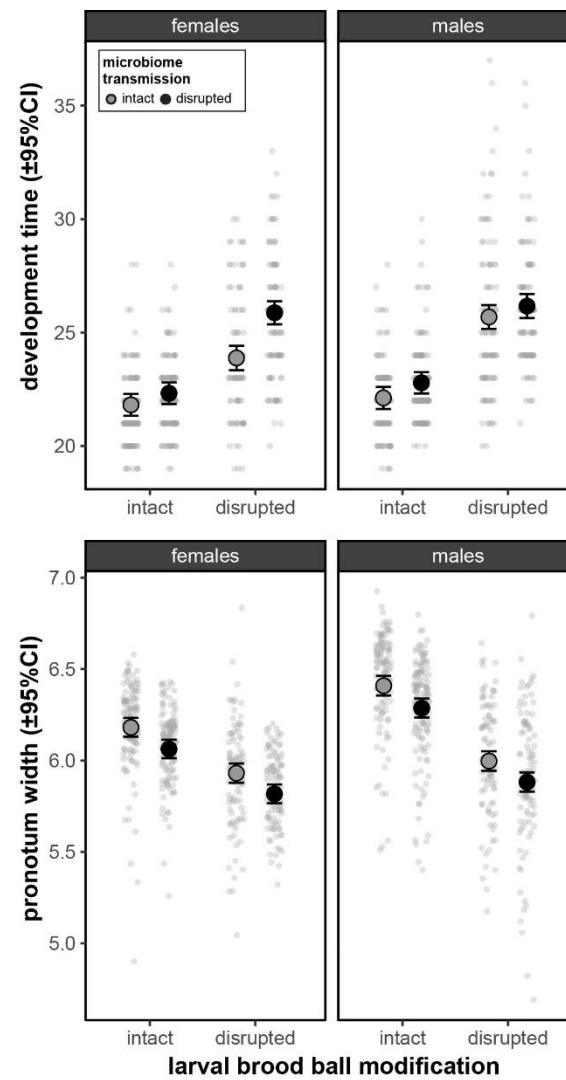 females
males
microbiome
transmission
intact disrupted
development time (±95%CI)
35
30
25
20
intact
disrupted
intact
disrupted
females
males
pronotum width (±95%CI)
7.0
6.5
6.0
5.5
5.0
intact
disrupted
intact
disrupted
larval brood ball modification